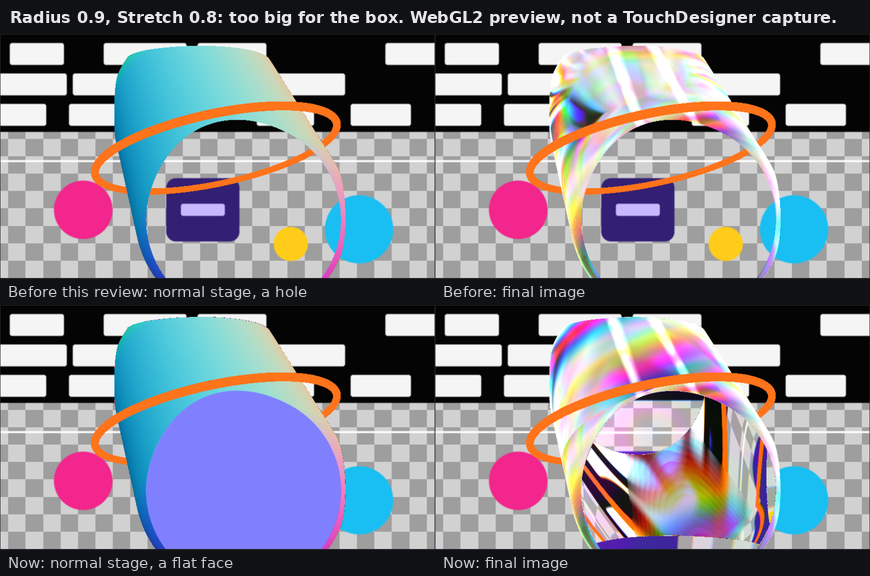 Radius 0.9, Stretch 0.8: too big for the box. WebGL2 preview, not a TouchDesigner capture.
Before this review: normal stage, a hole
Before: final image
Now: normal stage, a flat face
Now: final image